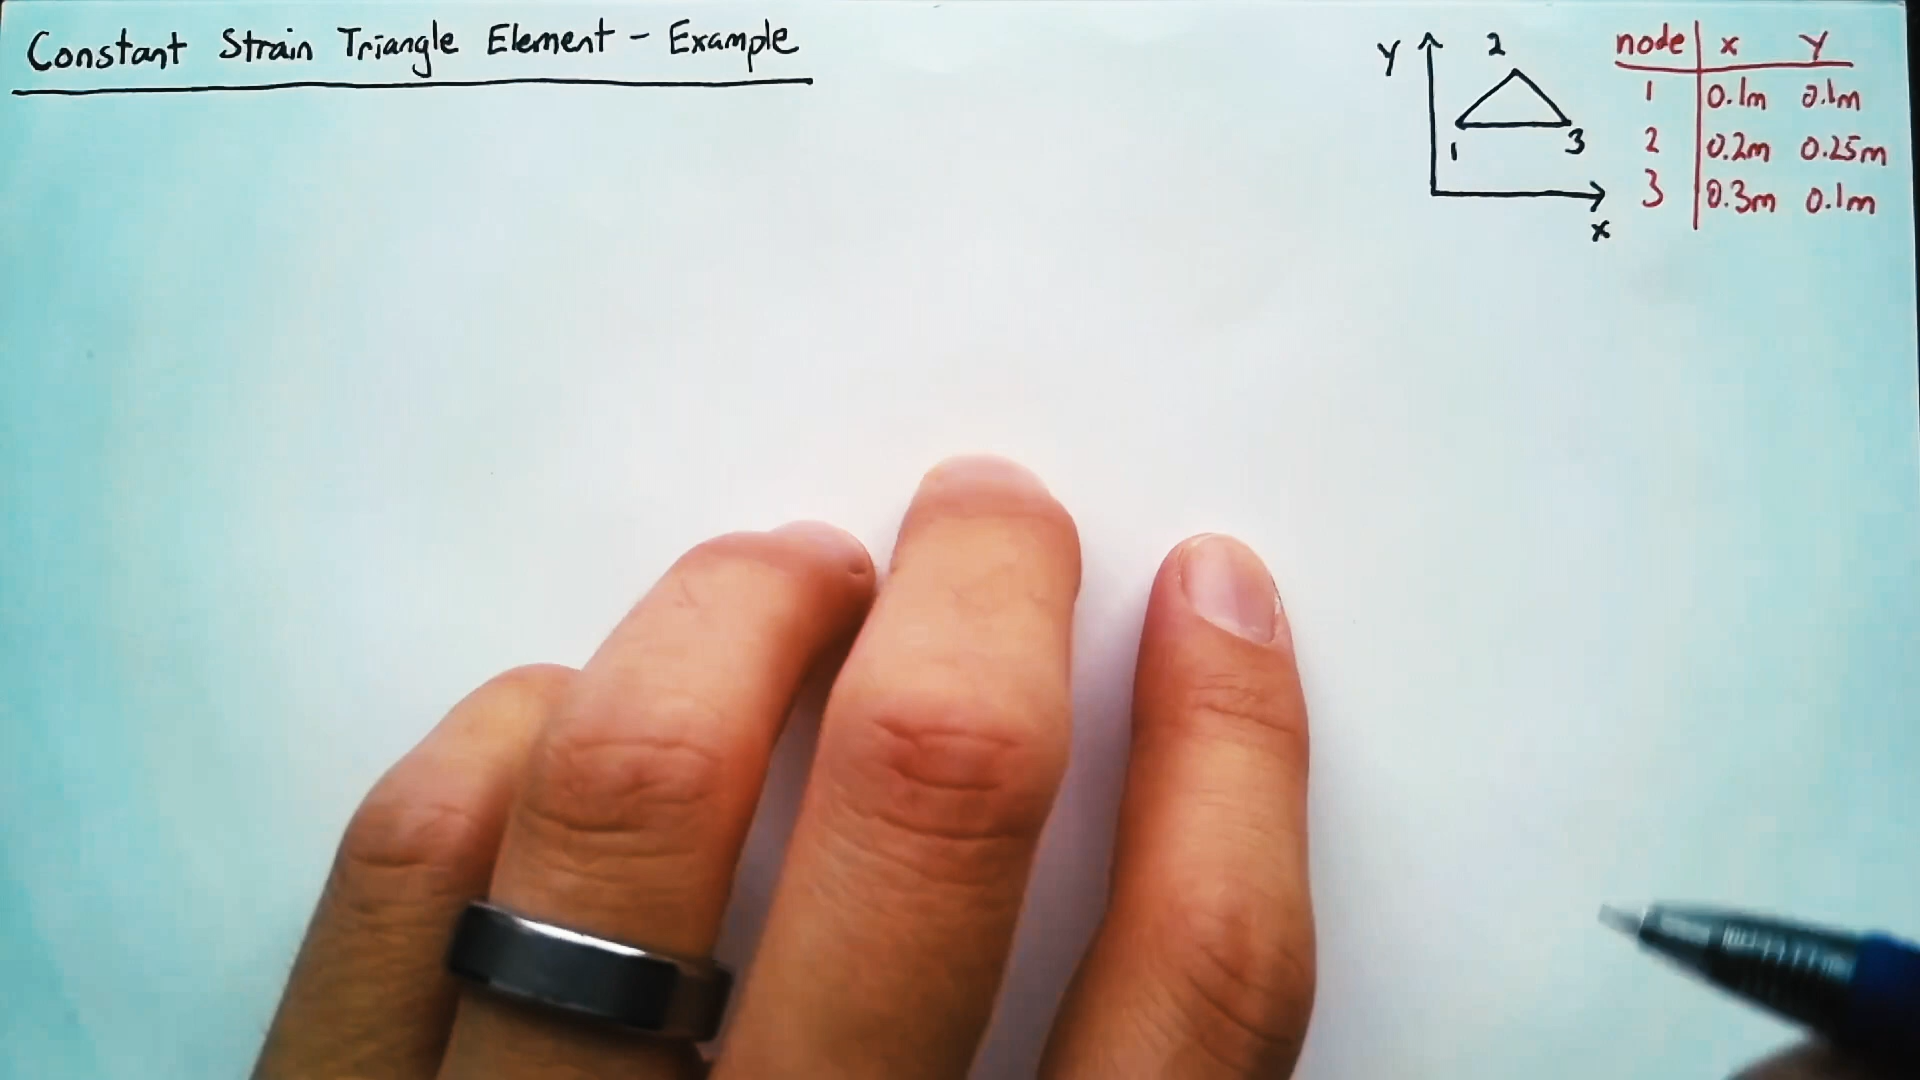 Constant Strain Triangle Element - Example
Y
2
1
3
x
node x Y
1 0.1m 0.1m
2 0.2m 0.25m
3 0.3m 0.1m